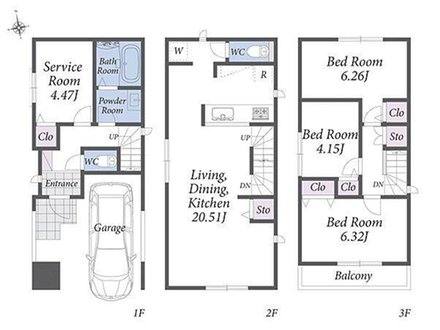 Service
Room
4.47J
Bath
Room
Powder
Room
Clo
UP
WC
Entrance
Garage
1F
W
WC
R
UP
Living,
Dining,
Kitchen
20.51J
DN
Sto
2F
Bed Room
6.26J
Clo
Sto
Bed Room
4.15J
Clo
Clo
DN
Bed Room
6.32J
Balcony
3F